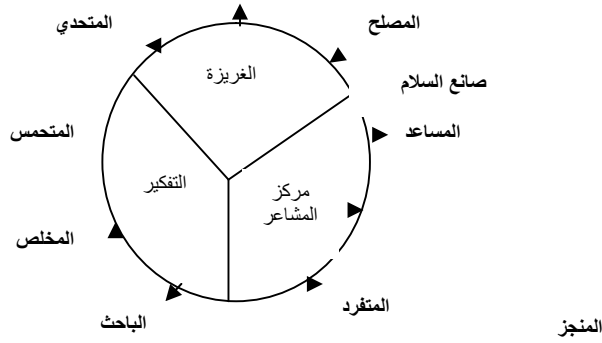 المصلح
المتحدي
الغريزة
صانع السلام
المساعد
المتحمس
مركز
المشاعر
التفكير
المخلص
المتفرد
الباحث
المنجز